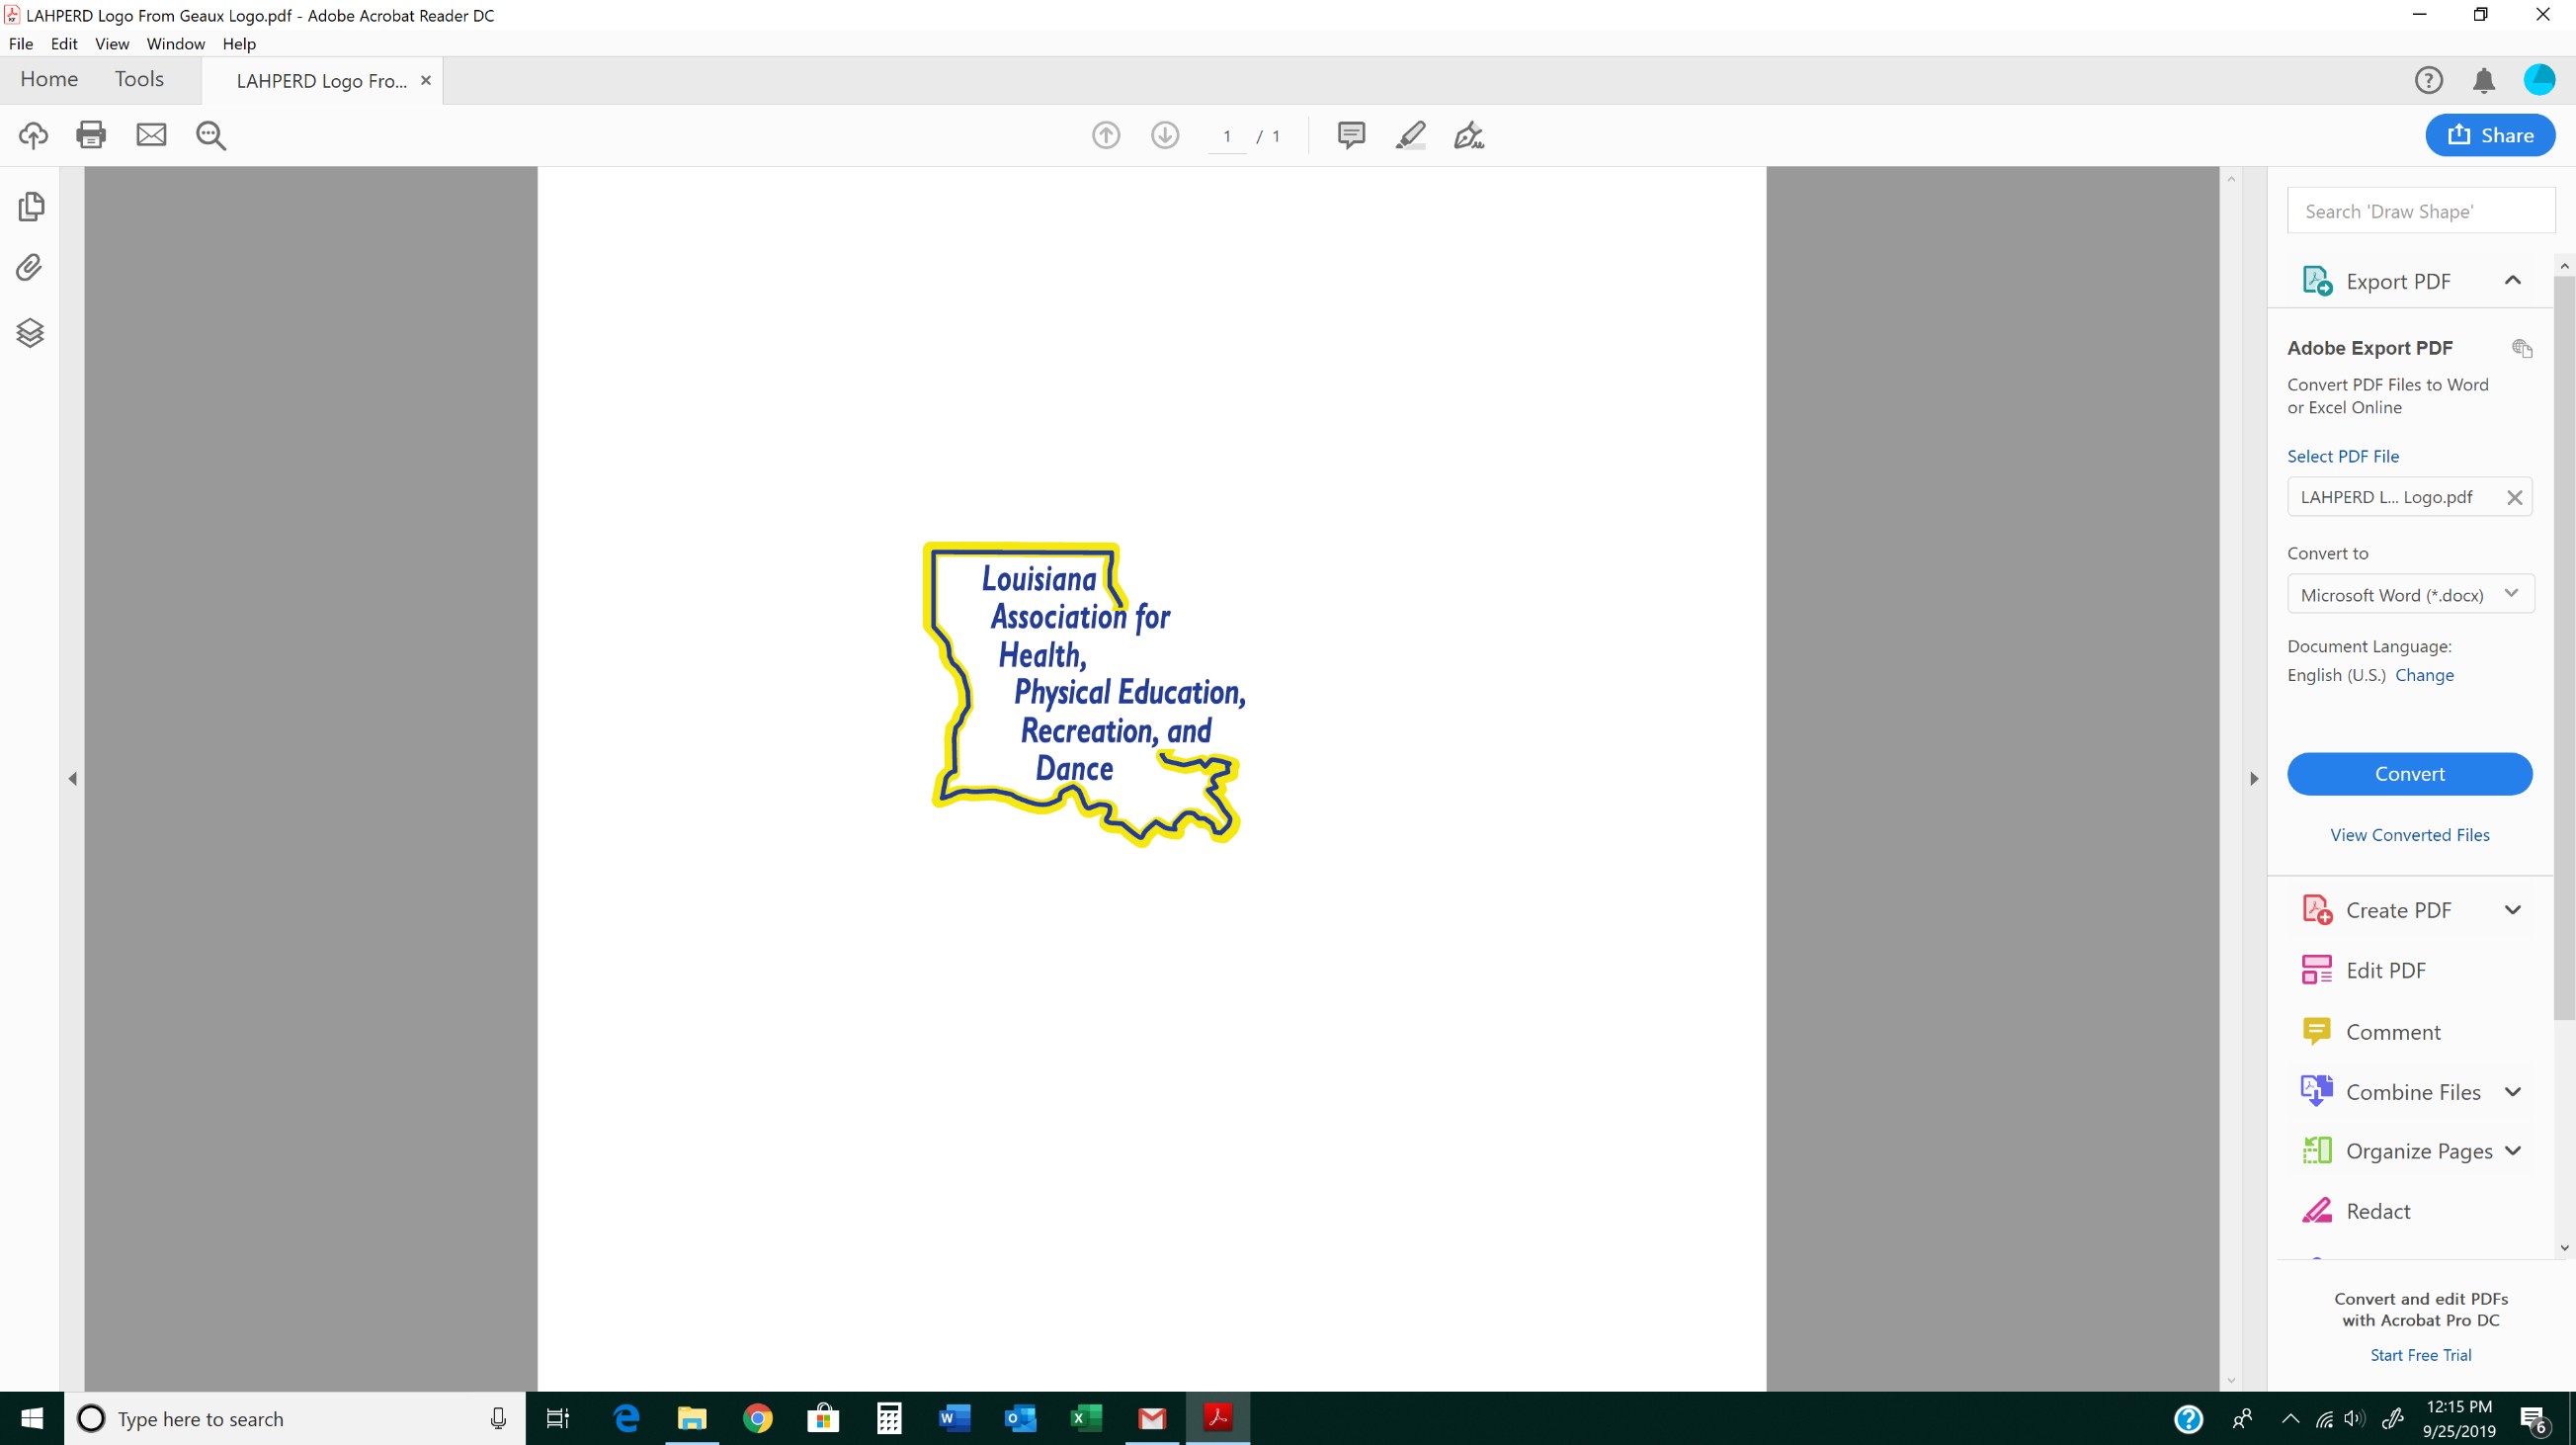 LAHPERD Logo From Geaux Logo.pdf - Adobe Acrobat Reader DC
File Edit View Window Help
Home Tools LAHPERD Logo Fro... ×
1 / 1
Share
Louisiana
Association for
Health,
Physical Education,
Recreation, and
Dance
Search 'Draw Shape'
Export PDF
Adobe Export PDF
Convert PDF Files to Word
or Excel Online
Select PDF File
LAHPERD L... Logo.pdf
Convert to
Microsoft Word (*.docx)
Document Language:
English (U.S.) Change
Convert
View Converted Files
Create PDF
Edit PDF
Comment
Combine Files
Organize Pages
Redact
Convert and edit PDFs
with Acrobat Pro DC
Start Free Trial
Type here to search
12:15 PM
9/25/2019
6